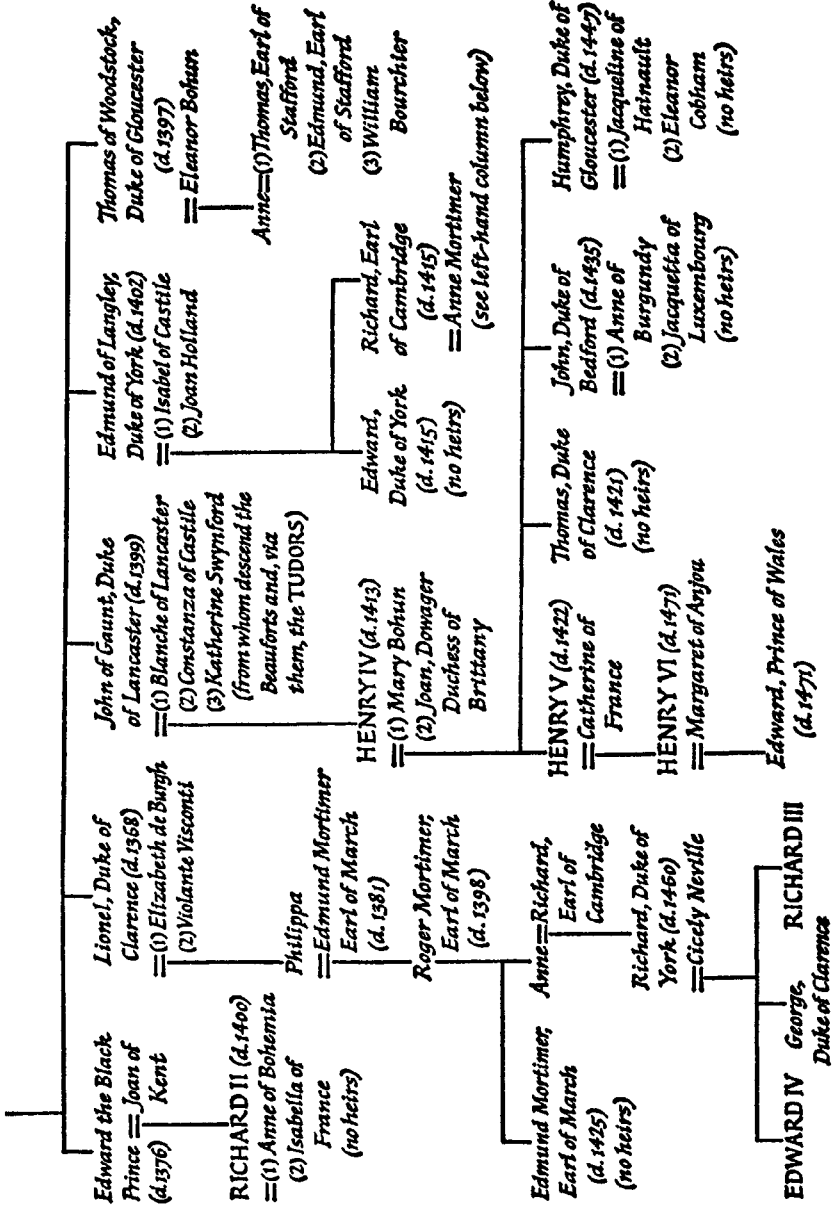 Edward the Black
Prince = Joan of
(d.1376) Kent
RICHARD II (d.1400)
=(1) Anne of Bohemia
(2) Isabella of
France
(no heirs)
Lionel, Duke of
Clarence (d.1368)
=(1) Elizabeth de Burgh
(2) Violante Visconti
Philippa
=Edmund Mortimer
Earl of March
(d.1381)
Roger Mortimer,
Earl of March
(d.1398)
Edmund Mortimer,
Earl of March
(d.1425)
(no heirs)
Anne=Richard,
Earl of
Cambridge
Richard, Duke of
York (d.1460)
=Cicely Neville
EDWARD IV
George,
Duke of Clarence
RICHARD III
John of Gaunt, Duke
of Lancaster (d.1399)
=(1) Blanche of Lancaster
(2) Constanza of Castile
(3) Katherine Swynford
(from whom descend the
Beauforts and, via
them, the TUDORS)
HENRY IV (d.1413)
=(1) Mary Bohun
(2) Joan, Dowager
Duchess of
Brittany
HENRY V (d.1422)
=Catherine of
France
HENRY VI (d.1471)
=Margaret of Anjou
Edward, Prince of Wales
(d.1471)
Thomas, Duke
of Clarence
(d.1421)
(no heirs)
John, Duke of
Bedford (d.1435)
=(1) Anne of
Burgundy
(2) Jacquetta of
Luxembourg
(no heirs)
Humphrey, Duke of
Gloucester (d.1447)
=(1) Jacqueline of
Hainault
(2) Eleanor
Cobham
(no heirs)
Edmund of Langley,
Duke of York (d.1402)
=(1) Isabel of Castile
(2) Joan Holland
Edward,
Duke of York
(d.1415)
(no heirs)
Richard, Earl
of Cambridge
(d.1415)
=Anne Mortimer
(see left-hand column below)
Thomas of Woodstock,
Duke of Gloucester
(d.1397)
=Eleanor Bohun
Anne=(1) Thomas, Earl of
Stafford
(2) Edmund, Earl
of Stafford
(3) William
Bourchier